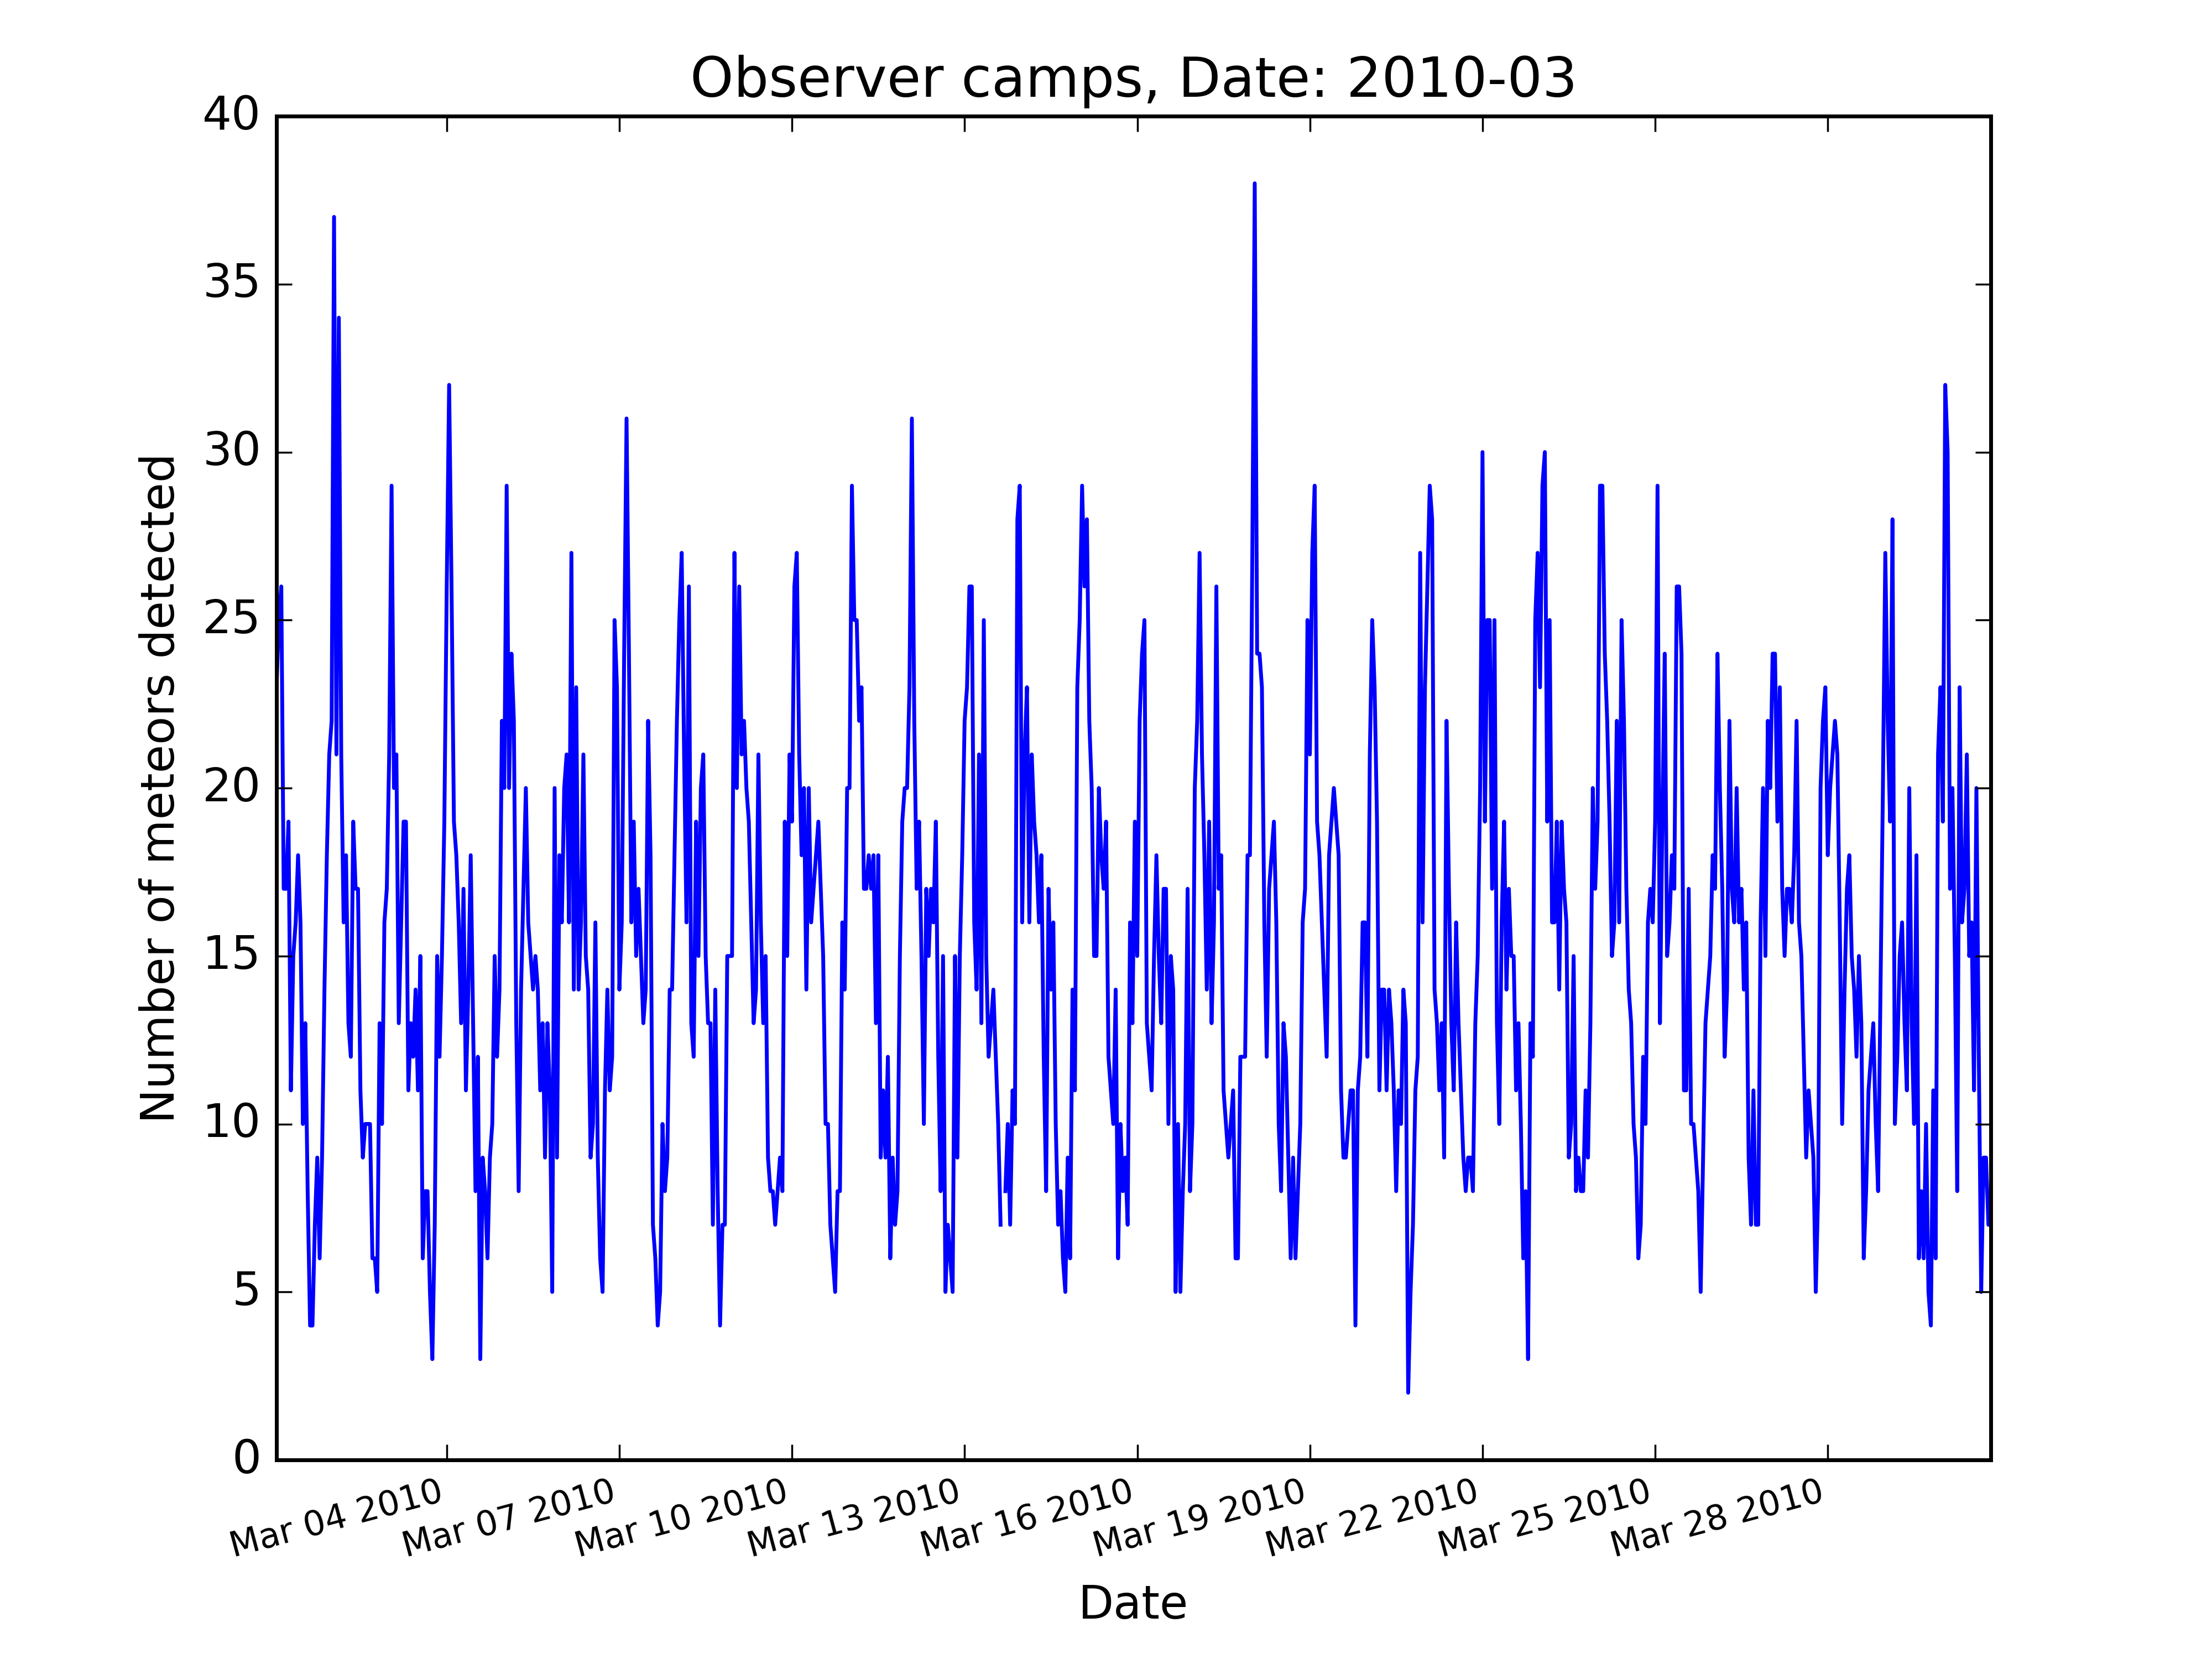 Observer camps, Date: 2010-03
Number of meteors detected
40
35
30
25
20
15
10
5
0
Mar 04 2010
Mar 07 2010
Mar 10 2010
Mar 13 2010
Mar 16 2010
Mar 19 2010
Mar 22 2010
Mar 25 2010
Mar 28 2010
Date